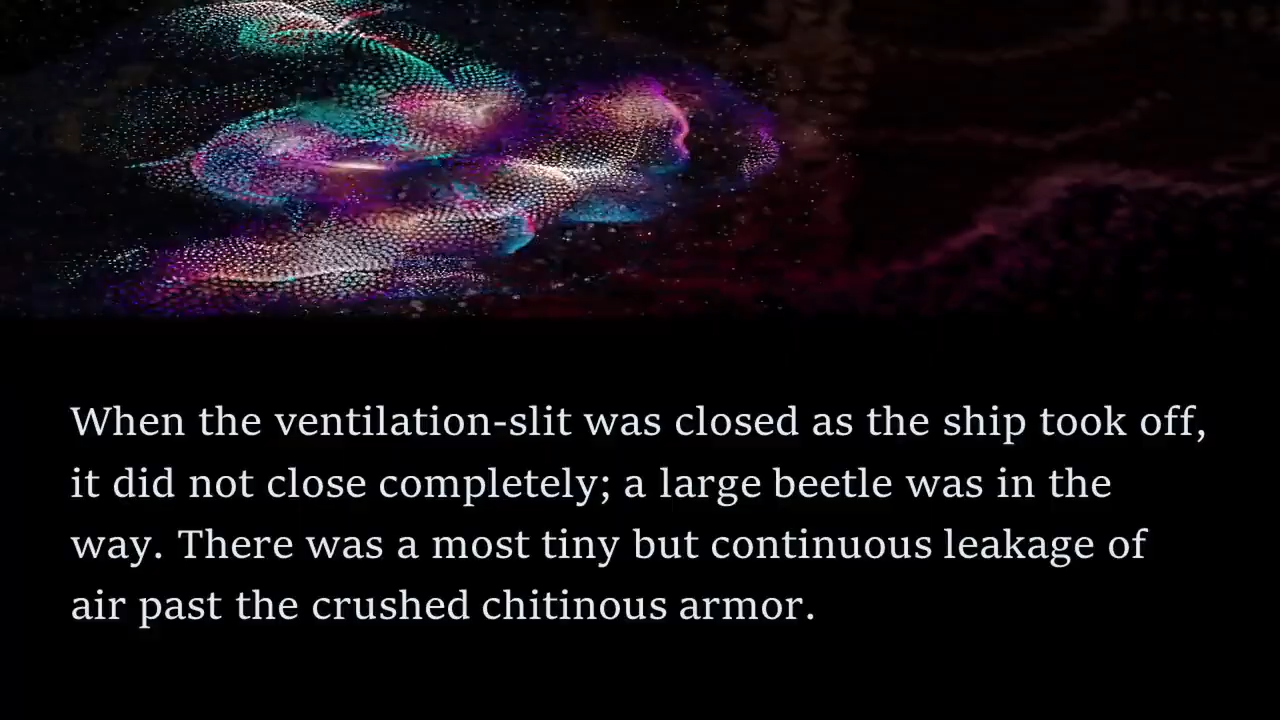 When the ventilation-slit was closed as the ship took off,
it did not close completely; a large beetle was in the
way. There was a most tiny but continuous leakage of
air past the crushed chitinous armor.